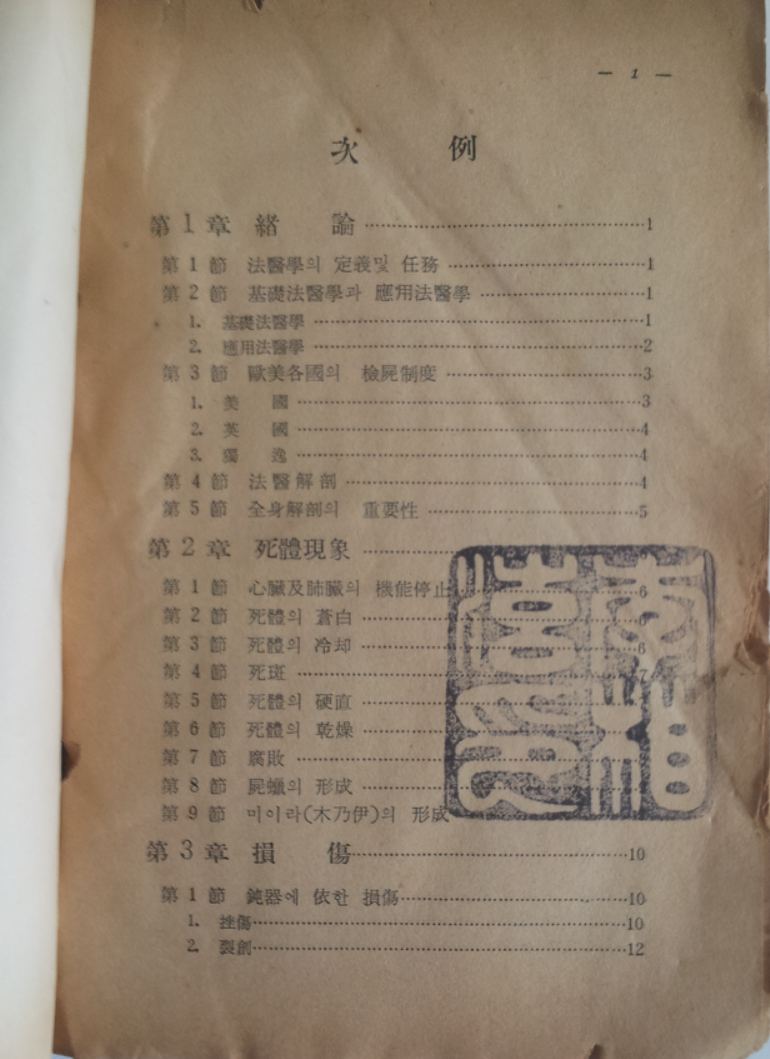 — 1 —
次 例
第1章 緖 論 1
第1節 法醫學의 定義및 任務 1
第2節 基礎法醫學과 應用法醫學 1
1. 基礎法醫學 1
2. 應用法醫學 2
第3節 歐美各國의 檢屍制度 3
1. 美 國 3
2. 英 國 4
3. 獨 逸 4
第4節 法醫解剖 4
第5節 全身解剖의 重要性 5
第2章 死體現象
第1節 心臟及肺臟의 機能停止 6
第2節 死體의 蒼白 6
第3節 死體의 冷却 6
第4節 死斑 7
第5節 死體의 硬直
第6節 死體의 乾燥
第7節 腐敗
第8節 屍蠟의 形成
第9節 미이라(木乃伊)의 形成
第3章 損 傷 10
第1節 鈍器에 依한 損傷 10
1. 挫傷 10
2. 裂創 12